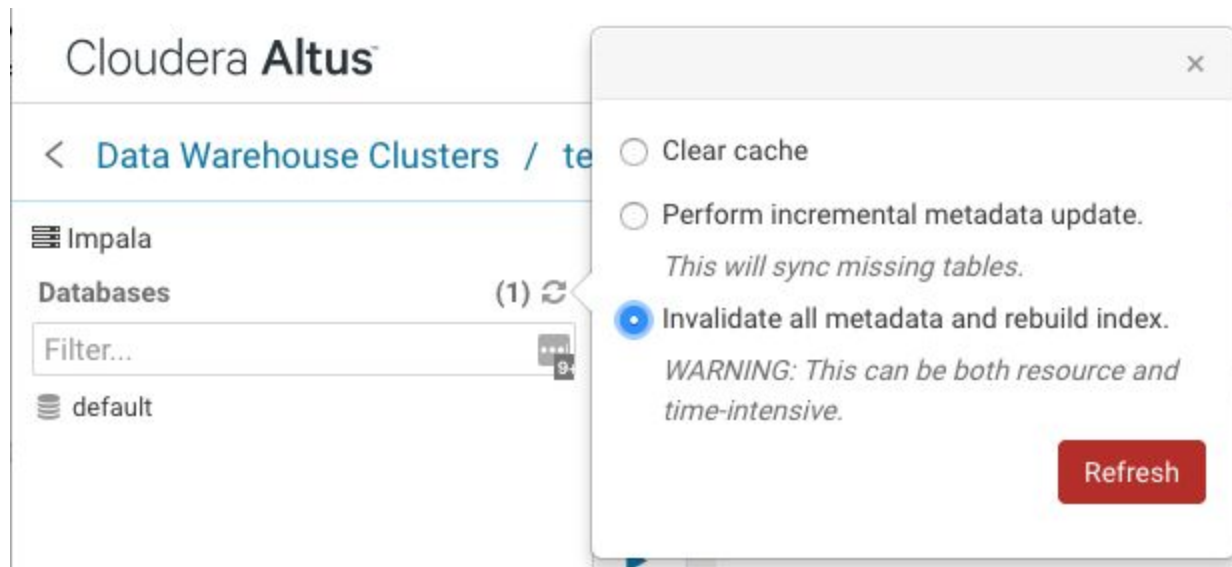 Cloudera Altus
Data Warehouse Clusters / te
Impala
Databases (1)
Filter...
9+
default
×
Clear cache
Perform incremental metadata update.
This will sync missing tables.
Invalidate all metadata and rebuild index.
WARNING: This can be both resource and
time-intensive.
Refresh